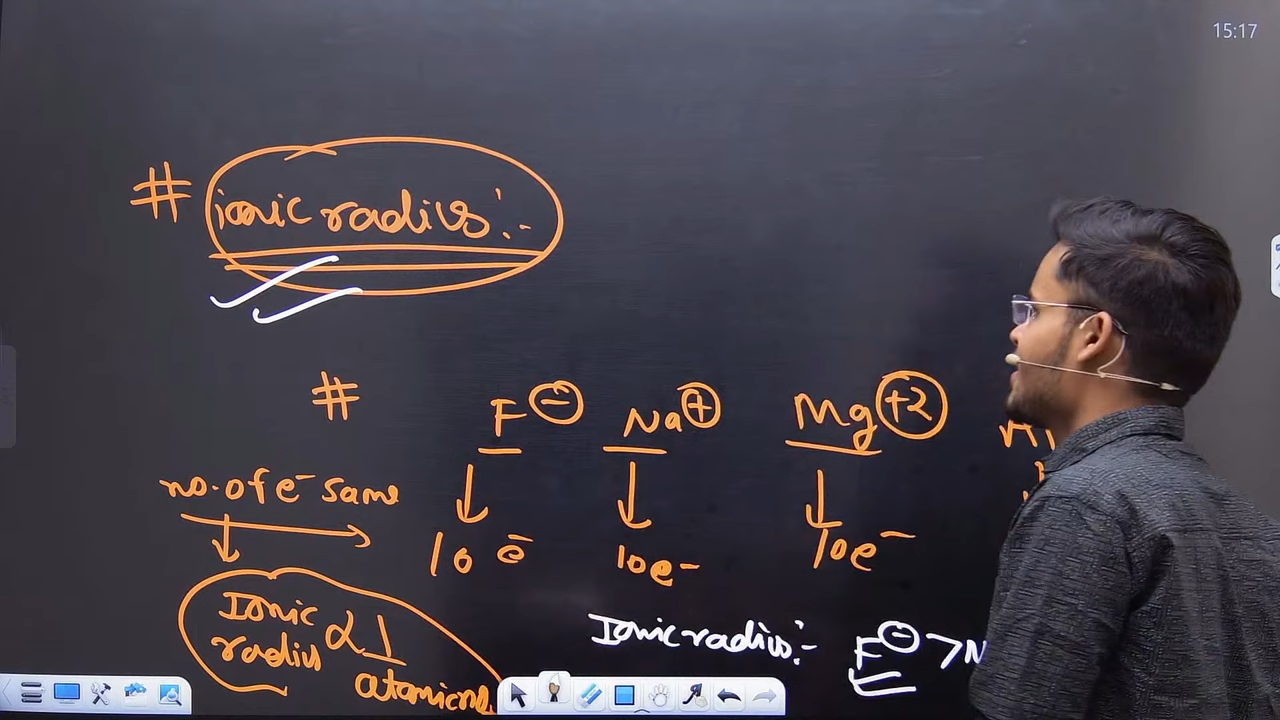 15:17
# ionic radius:-
# F⁻ Na⁺ Mg⁺²
no. of e⁻ same
10 e⁻ 10e⁻ 10e⁻
Ionic radius:- F⁻ > N
Ionic radius α 1
atomic no.